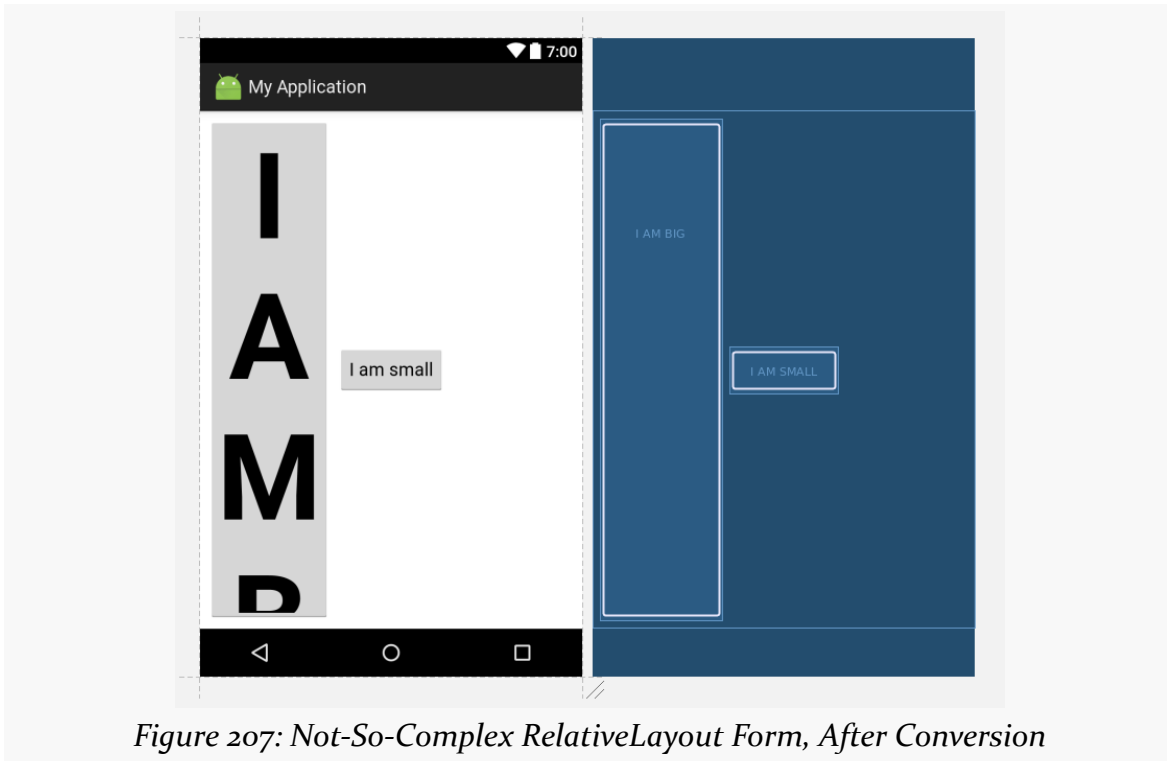 7:00
My Application
I
A
M
I am small
I AM BIG
I AM SMALL
Figure 207: Not-So-Complex RelativeLayout Form, After Conversion